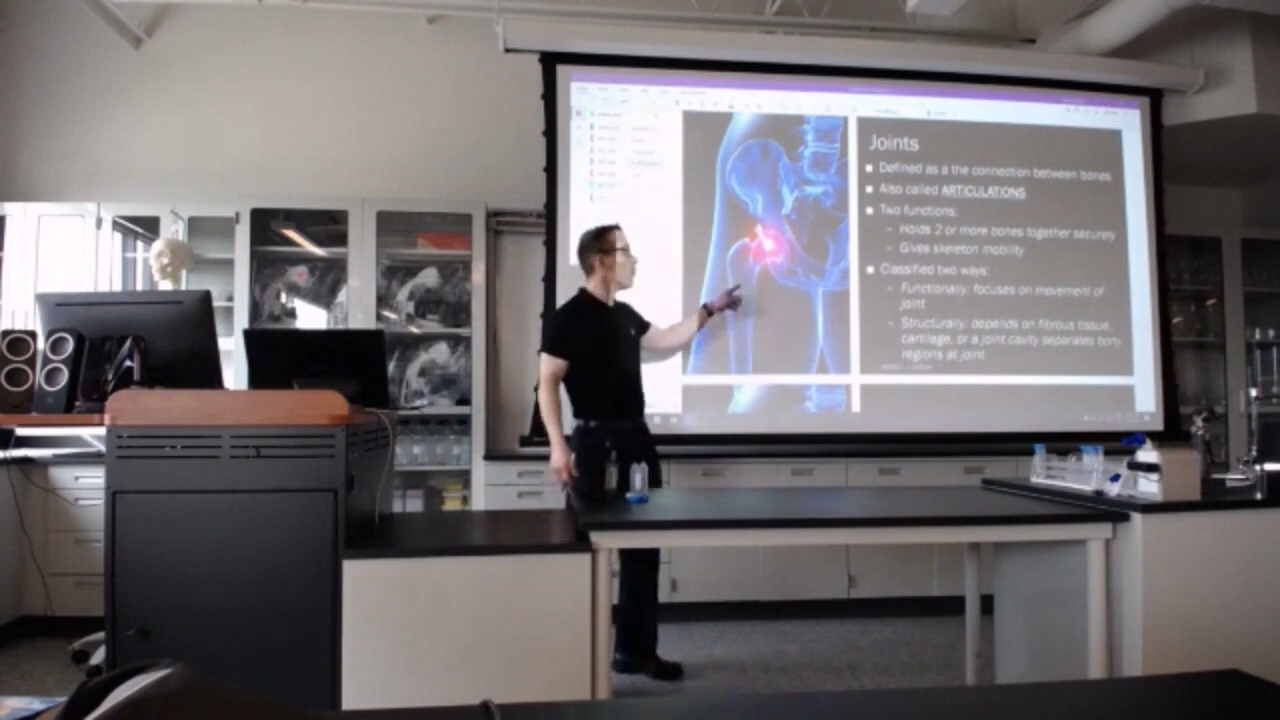 Joints
Defined as a the connection between bones
Also called ARTICULATIONS
Two functions:
– Holds 2 or more bones together securely
– Gives skeleton mobility
Classified two ways:
– Functionally: focuses on movement of
joint
– Structurally: depends on fibrous tissue,
cartilage, or a joint cavity separates bony
regions at joint